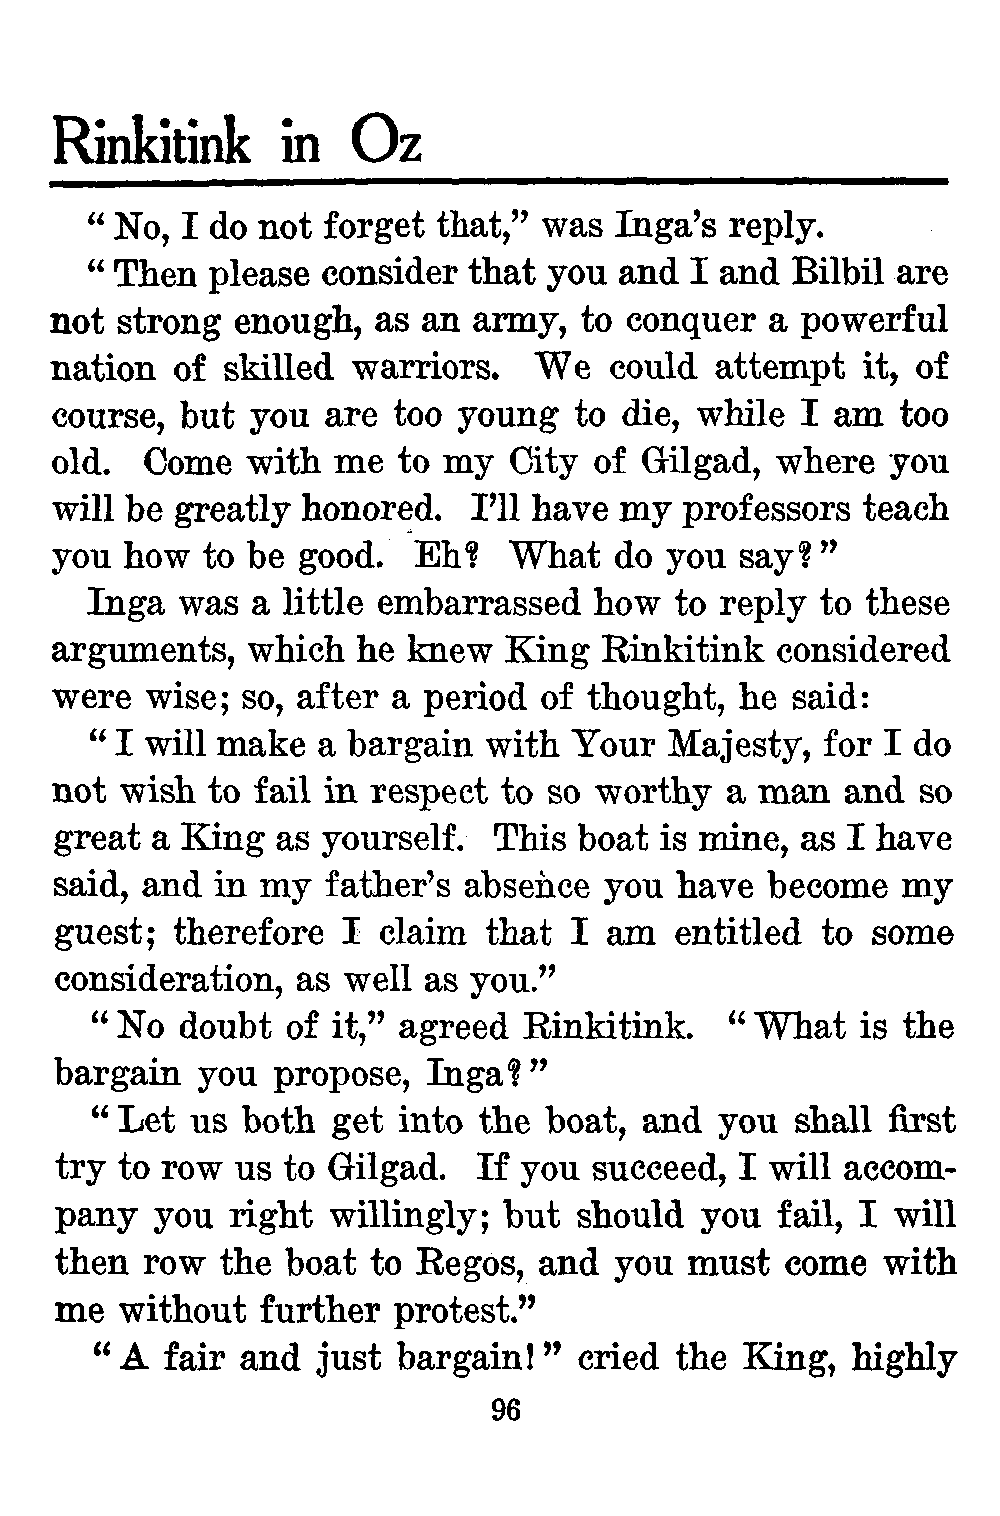 Rinkitink in Oz
“ No, I do not forget that,” was Inga’s reply.
“ Then please consider that you and I and Bilbil are
not strong enough, as an army, to conquer a powerful
nation of skilled warriors. We could attempt it, of
course, but you are too young to die, while I am too
old. Come with me to my City of Gilgad, where you
will be greatly honored. I’ll have my professors teach
you how to be good. Eh? What do you say? ”
Inga was a little embarrassed how to reply to these
arguments, which he knew King Rinkitink considered
were wise; so, after a period of thought, he said:
“ I will make a bargain with Your Majesty, for I do
not wish to fail in respect to so worthy a man and so
great a King as yourself. This boat is mine, as I have
said, and in my father’s absence you have become my
guest; therefore I claim that I am entitled to some
consideration, as well as you.”
“ No doubt of it,” agreed Rinkitink. “ What is the
bargain you propose, Inga? ”
“ Let us both get into the boat, and you shall first
try to row us to Gilgad. If you succeed, I will accom-
pany you right willingly; but should you fail, I will
then row the boat to Regos, and you must come with
me without further protest.”
“ A fair and just bargain! ” cried the King, highly
96